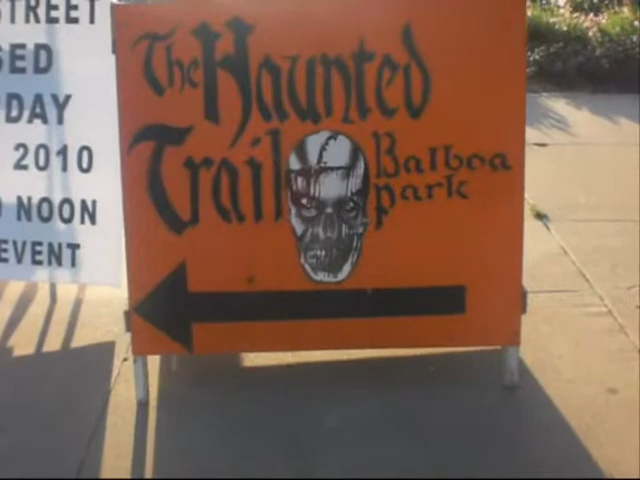 STREET
SED
DAY
2010
NOON
EVENT
The Haunted
Trail Balboa
park